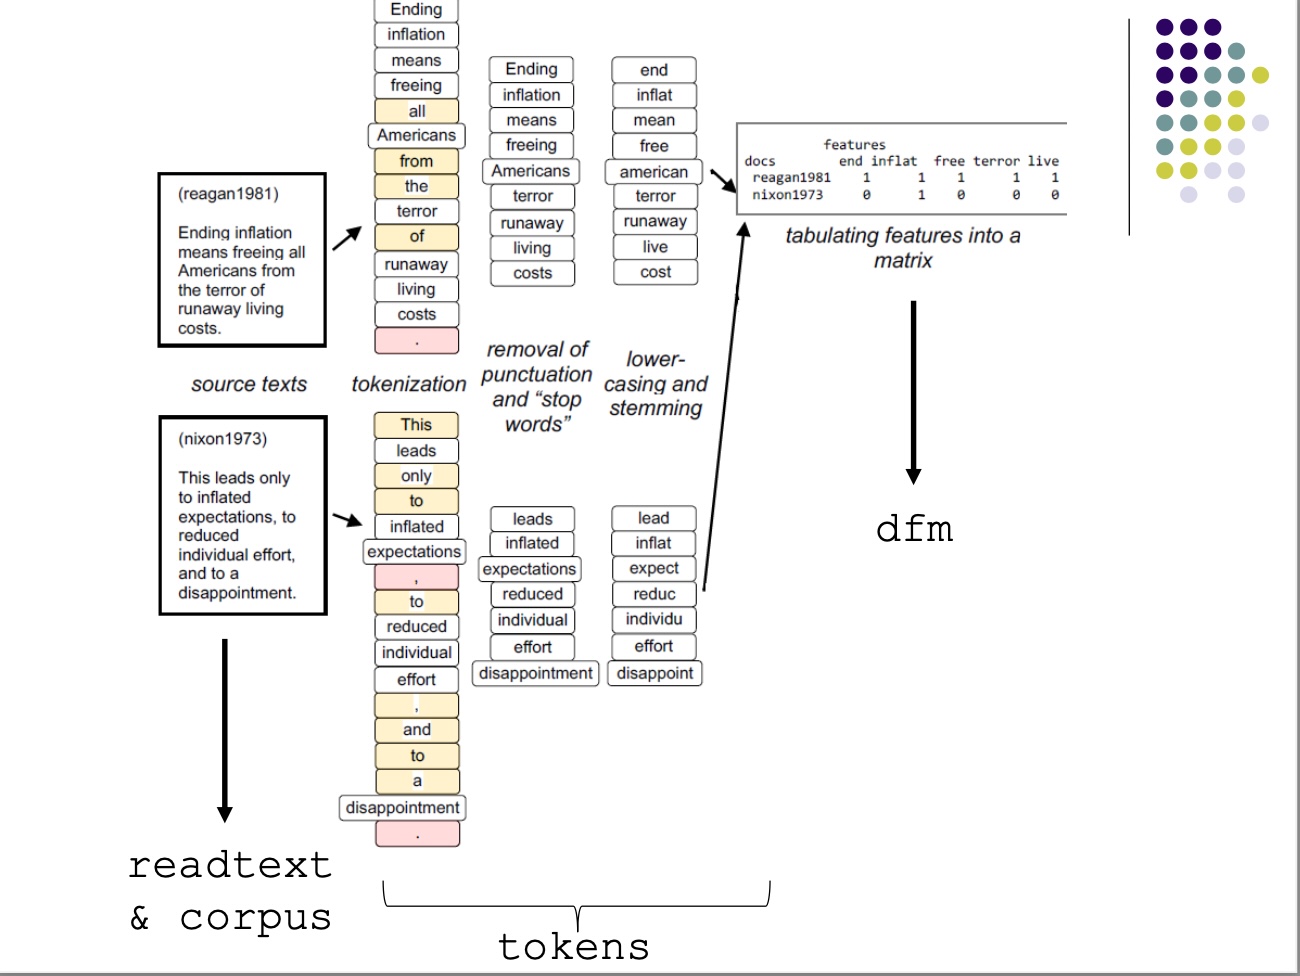 (reagan1981)
Ending inflation
means freeing all
Americans from
the terror of
runaway living
costs.
source texts
(nixon1973)
This leads only
to inflated
expectations, to
reduced
individual effort,
and to a
disappointment.
readtext
& corpus
Ending
inflation
means
freeing
all
Americans
from
the
terror
of
runaway
living
costs
.
tokenization
This
leads
only
to
inflated
expectations
,
to
reduced
individual
effort
,
and
to
a
disappointment
.
Ending
inflation
means
freeing
Americans
terror
runaway
living
costs
removal of
punctuation
and “stop
words”
leads
inflated
expectations
reduced
individual
effort
disappointment
end
inflat
mean
free
american
terror
runaway
live
cost
lower-
casing and
stemming
lead
inflat
expect
reduc
individu
effort
disappoint
tokens
features
docs end inflat free terror live
reagan1981 1 1 1 1 1
nixon1973 0 1 0 0 0
tabulating features into a
matrix
dfm